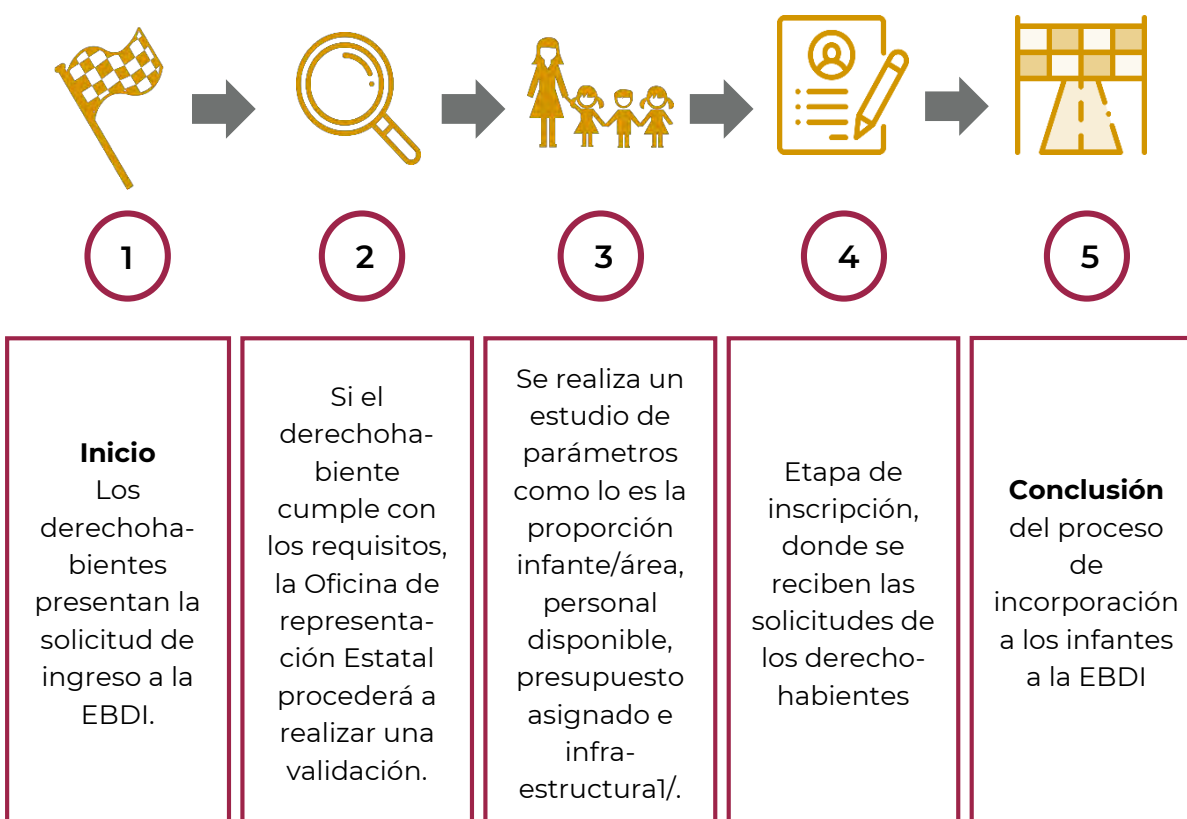 1
2
3
4
5
Inicio
Los
derechoha-
bientes
presentan la
solicitud de
ingreso a la
EBDI.
Si el
derechoha-
biente
cumple con
los requisitos,
la Oficina de
representa-
ción Estatal
procederá a
realizar una
validación.
Se realiza un
estudio de
parámetros
como lo es la
proporción
infante/área,
personal
disponible,
presupuesto
asignado e
infra-
estructura1/.
Etapa de
inscripción,
donde se
reciben las
solicitudes de
los derecho-
habientes
Conclusión
del proceso
de
incorporación
a los infantes
a la EBDI